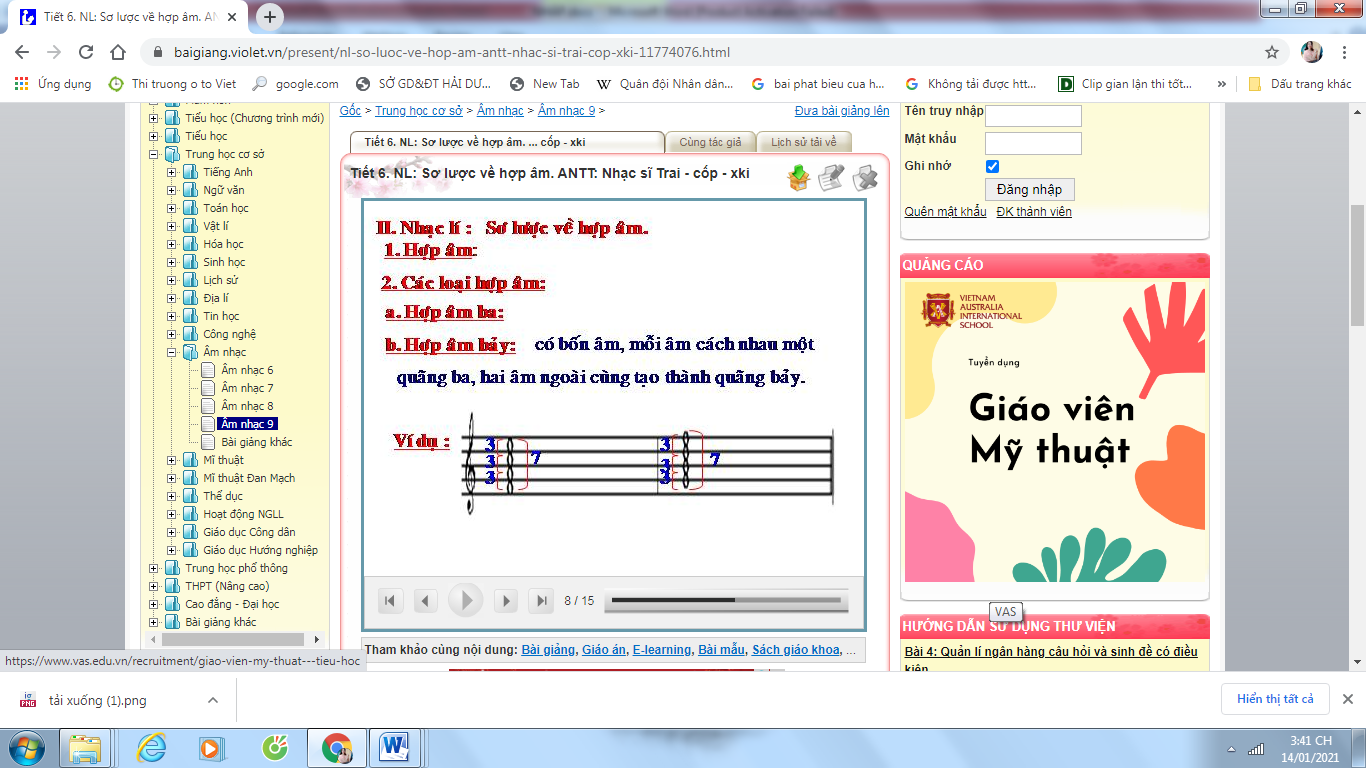 Tiết 6. NL: Sơ lược về hợp âm. AN
baigiang.violet.vn/present/nl-so-luoc-ve-hop-am-antt-nhac-si-trai-cop-xki-11774076.html
Ứng dụng
Thi truong o to Viet
google.com
SỞ GD&ĐT HẢI DƯ...
New Tab
Quân đội Nhân dân...
bai phat bieu cua h...
Không tải được htt...
Clip gian lận thi tốt...
»
Dấu trang khác
Tiểu học (Chương trình mới)
Tiểu học
Trung học cơ sở
Tiếng Anh
Ngữ văn
Toán học
Vật lí
Hóa học
Sinh học
Lịch sử
Địa lí
Tin học
Công nghệ
Âm nhạc
Âm nhạc 6
Âm nhạc 7
Âm nhạc 8
Âm nhạc 9
Bài giảng khác
Mĩ thuật
Mĩ thuật Đan Mạch
Thể dục
Hoạt động NGLL
Giáo dục Công dân
Giáo dục Hướng nghiệp
Trung học phổ thông
THPT (Nâng cao)
Cao đẳng - Đại học
Bài giảng khác
Gốc > Trung học cơ sở > Âm nhạc > Âm nhạc 9 >
Đưa bài giảng lên
Tiết 6. NL: Sơ lược về hợp âm. ... cốp - xki
Cùng tác giả
Lịch sử tải về
Tiết 6. NL: Sơ lược về hợp âm. ANTT: Nhạc sĩ Trai - cốp - xki
II. Nhạc lí : Sơ lược về hợp âm.
1. Hợp âm:
2. Các loại hợp âm:
a. Hợp âm ba:
b. Hợp âm bảy: có bốn âm, mỗi âm cách nhau một
quãng ba, hai âm ngoài cùng tạo thành quãng bảy.
Ví dụ :
3 3
3 7 3 7
3 3
8 / 15
Tham khảo cùng nội dung: Bài giảng, Giáo án, E-learning, Bài mẫu, Sách giáo khoa, ...
Tên truy nhập
Mật khẩu
Ghi nhớ
Đăng nhập
Quên mật khẩu ĐK thành viên
QUẢNG CÁO
VIETNAM
AUSTRALIA
INTERNATIONAL
SCHOOL
Tuyển dụng
Giáo viên
Mỹ thuật
VAS
HƯỚNG DẪN SỬ DỤNG THƯ VIỆN
Bài 4: Quản lí ngân hàng câu hỏi và sinh đề có điều
kiện
https://www.vas.edu.vn/recruitment/giao-vien-my-thuat---tieu-hoc
tải xuống (1).png
Hiển thị tất cả
3:41 CH
14/01/2021